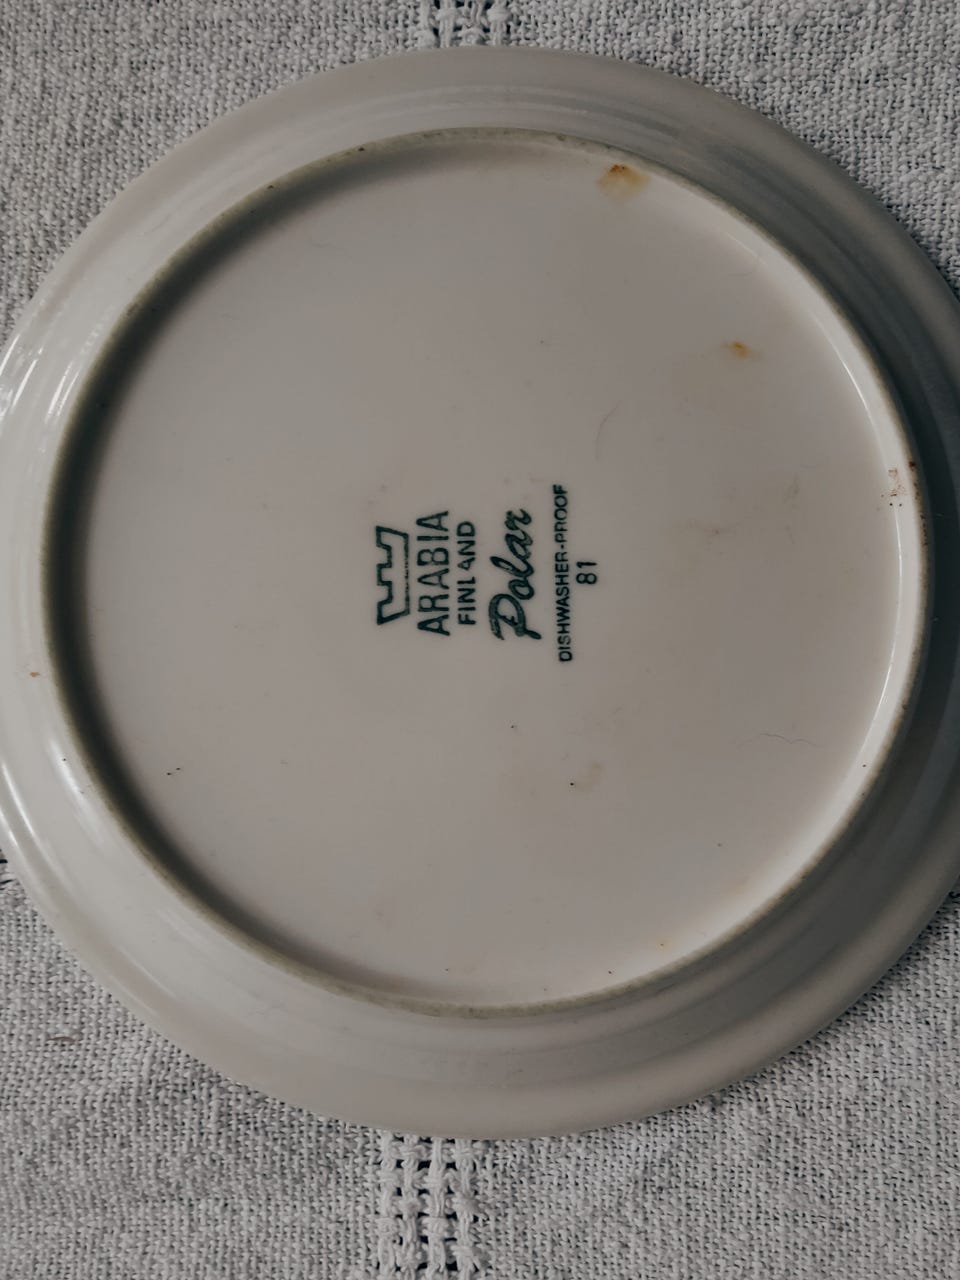 ARABIA
FINLAND
Polar
DISHWASHER-PROOF
81